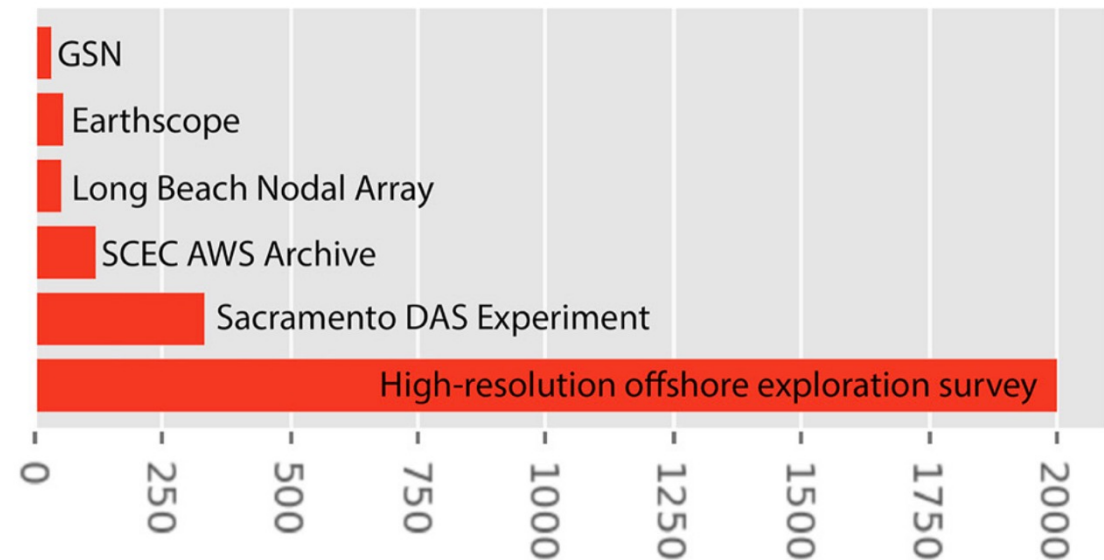 GSN
Earthscope
Long Beach Nodal Array
SCEC AWS Archive
Sacramento DAS Experiment
High-resolution offshore exploration survey
0
250
500
750
1000
1250
1500
1750
2000